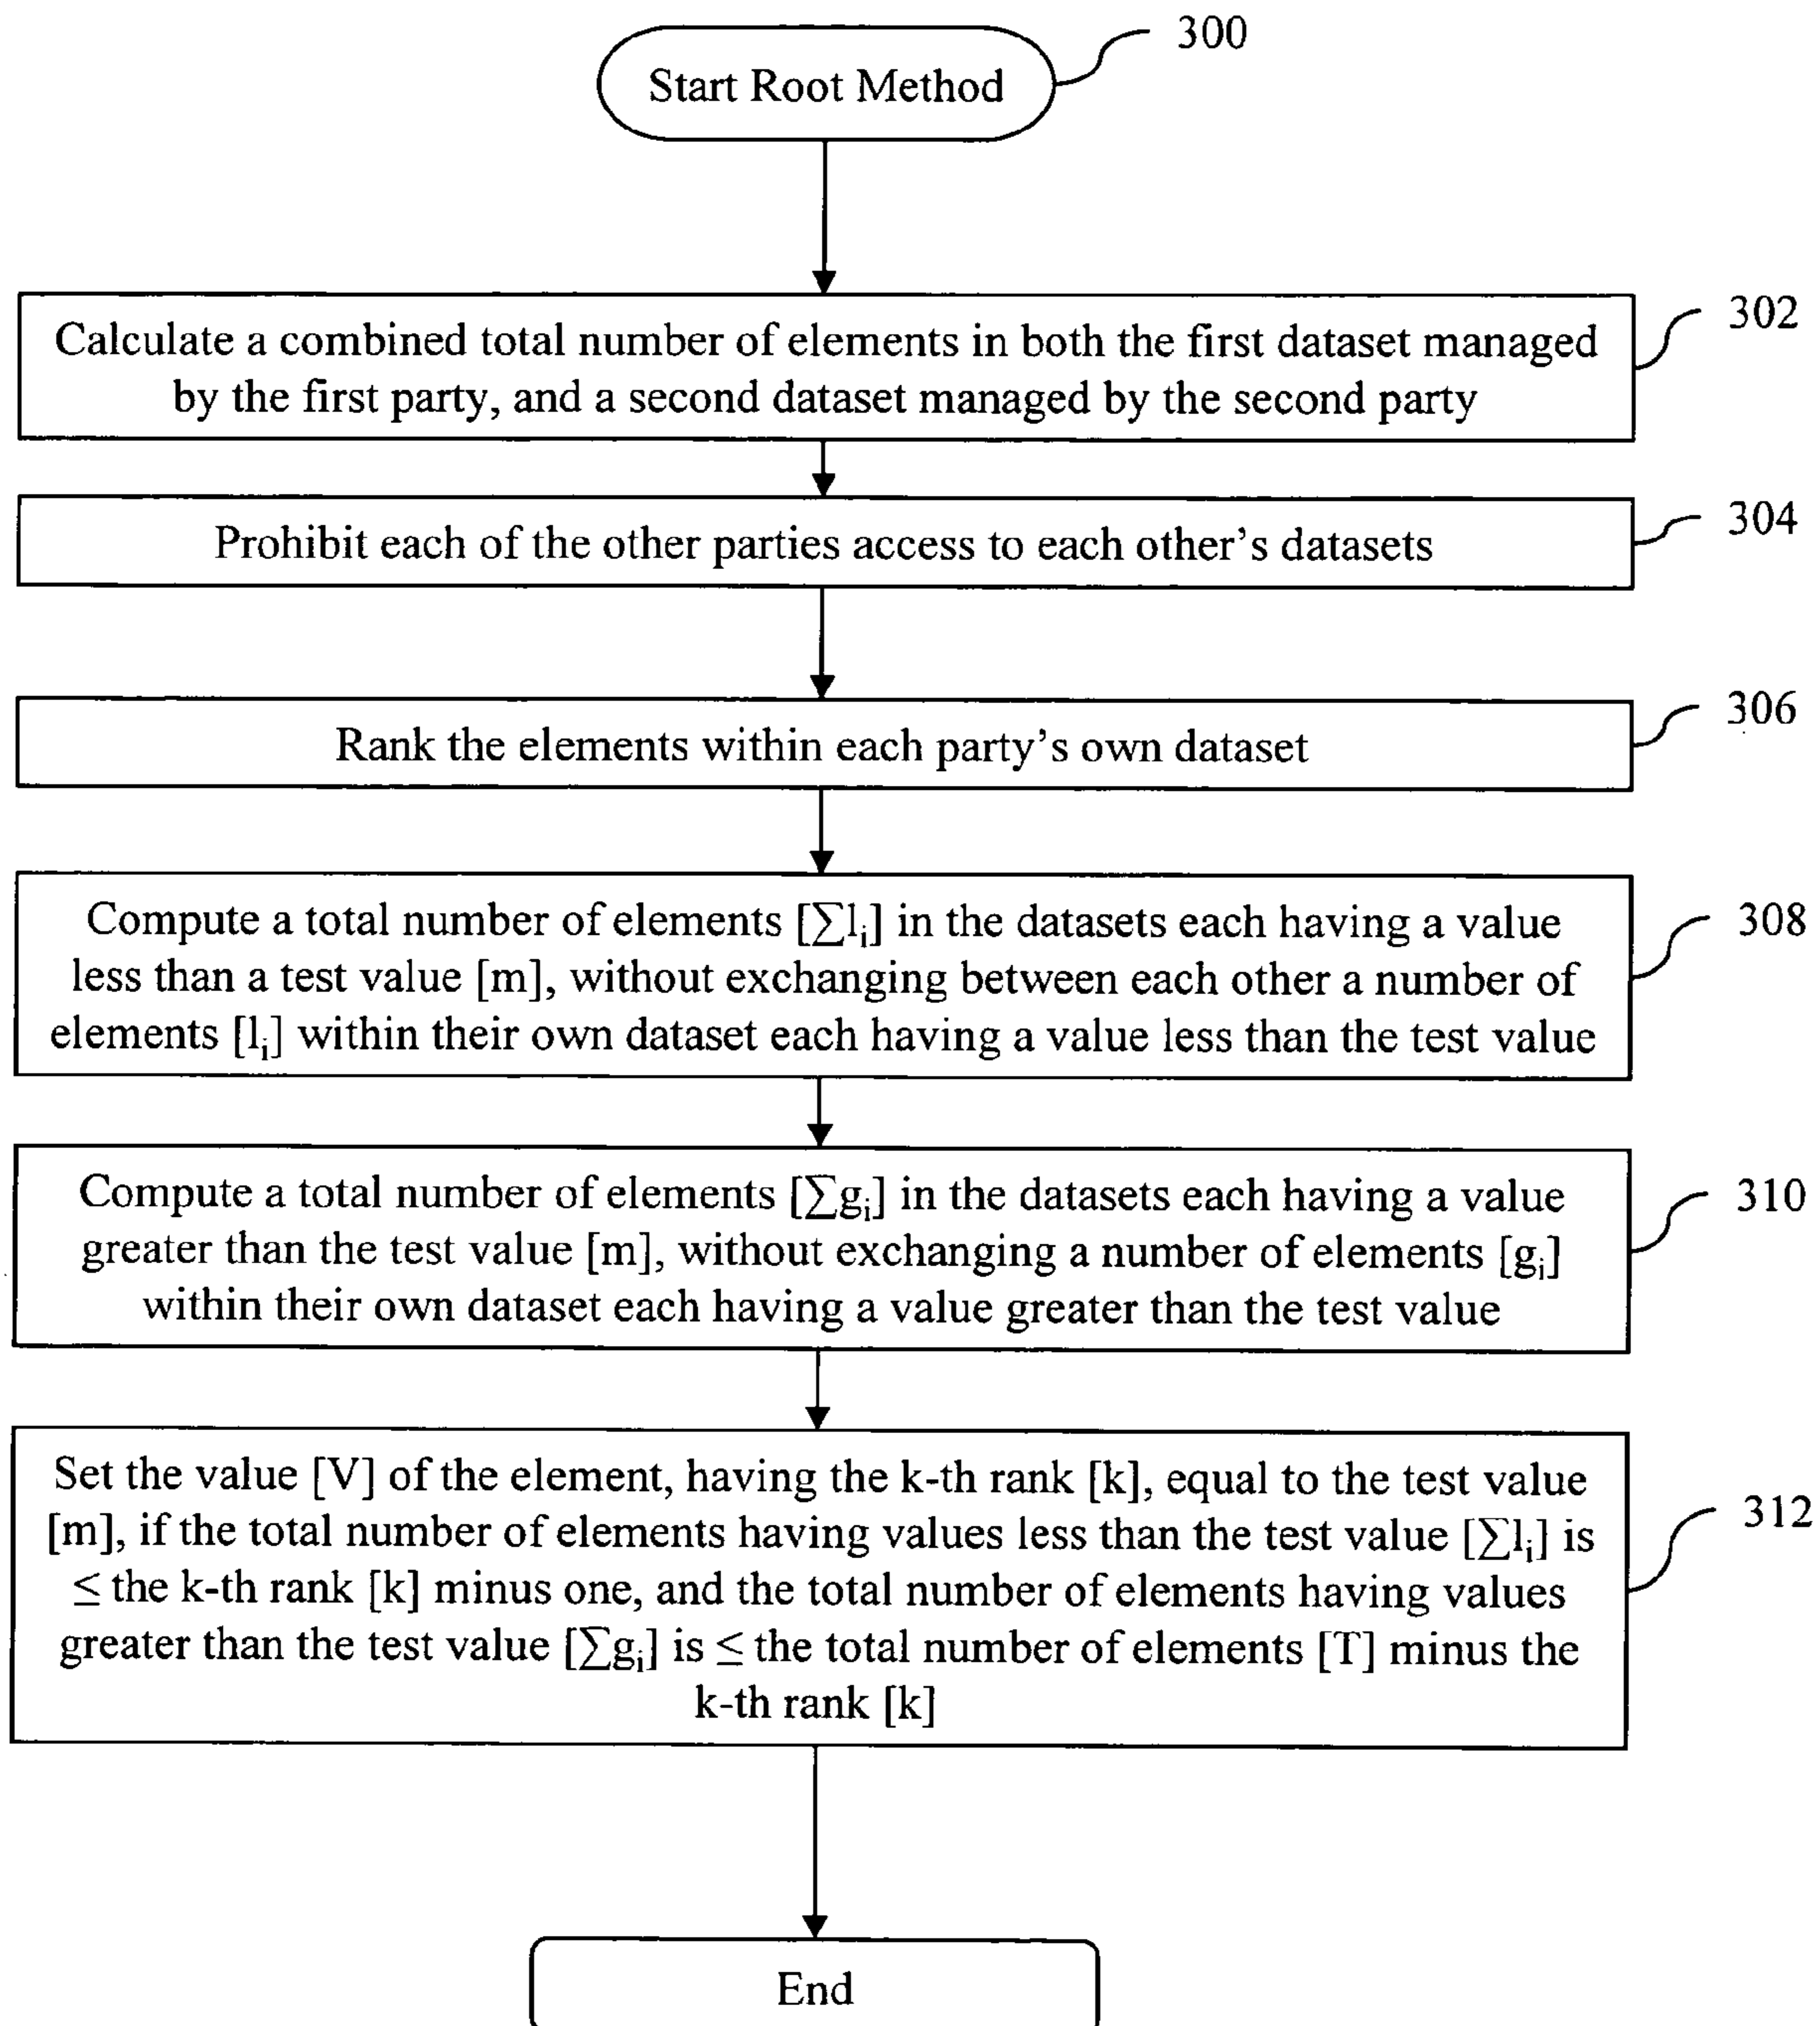 300
Start Root Method
302
Calculate a combined total number of elements in both the first dataset managed
by the first party, and a second dataset managed by the second party
304
Prohibit each of the other parties access to each other's datasets
306
Rank the elements within each party's own dataset
308
Compute a total number of elements [∑lᵢ] in the datasets each having a value
less than a test value [m], without exchanging between each other a number of
elements [lᵢ] within their own dataset each having a value less than the test value
310
Compute a total number of elements [∑gᵢ] in the datasets each having a value
greater than the test value [m], without exchanging a number of elements [gᵢ]
within their own dataset each having a value greater than the test value
312
Set the value [V] of the element, having the k-th rank [k], equal to the test value
[m], if the total number of elements having values less than the test value [∑lᵢ] is
≤ the k-th rank [k] minus one, and the total number of elements having values
greater than the test value [∑gᵢ] is ≤ the total number of elements [T] minus the
k-th rank [k]
End